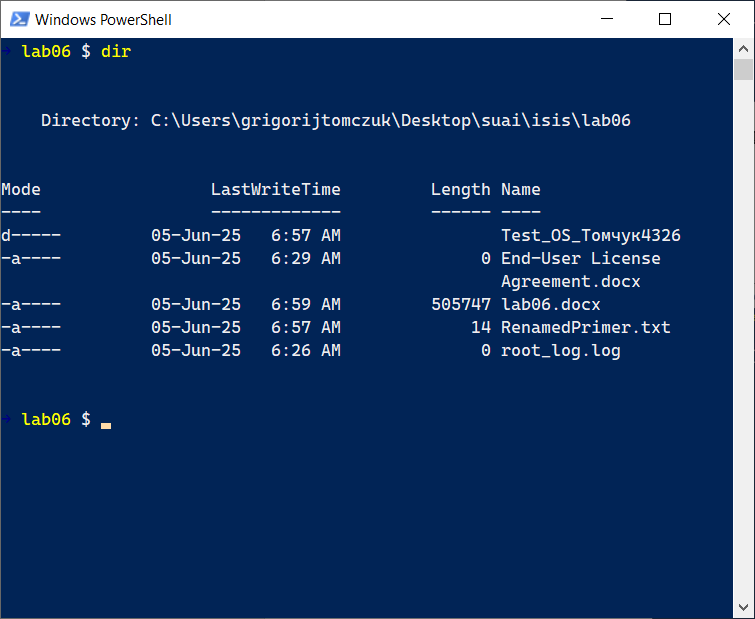 Windows PowerShell
→ lab06 $ dir
Directory: C:\Users\grigorijtomczuk\Desktop\suai\isis\lab06
Mode                 LastWriteTime         Length Name
----                 -------------         ------ ----
d-----         05-Jun-25   6:57 AM                Test_OS_Томчук4326
-a----         05-Jun-25   6:29 AM              0 End-User License
                                                  Agreement.docx
-a----         05-Jun-25   6:59 AM         505747 lab06.docx
-a----         05-Jun-25   6:57 AM             14 RenamedPrimer.txt
-a----         05-Jun-25   6:26 AM              0 root_log.log
→ lab06 $